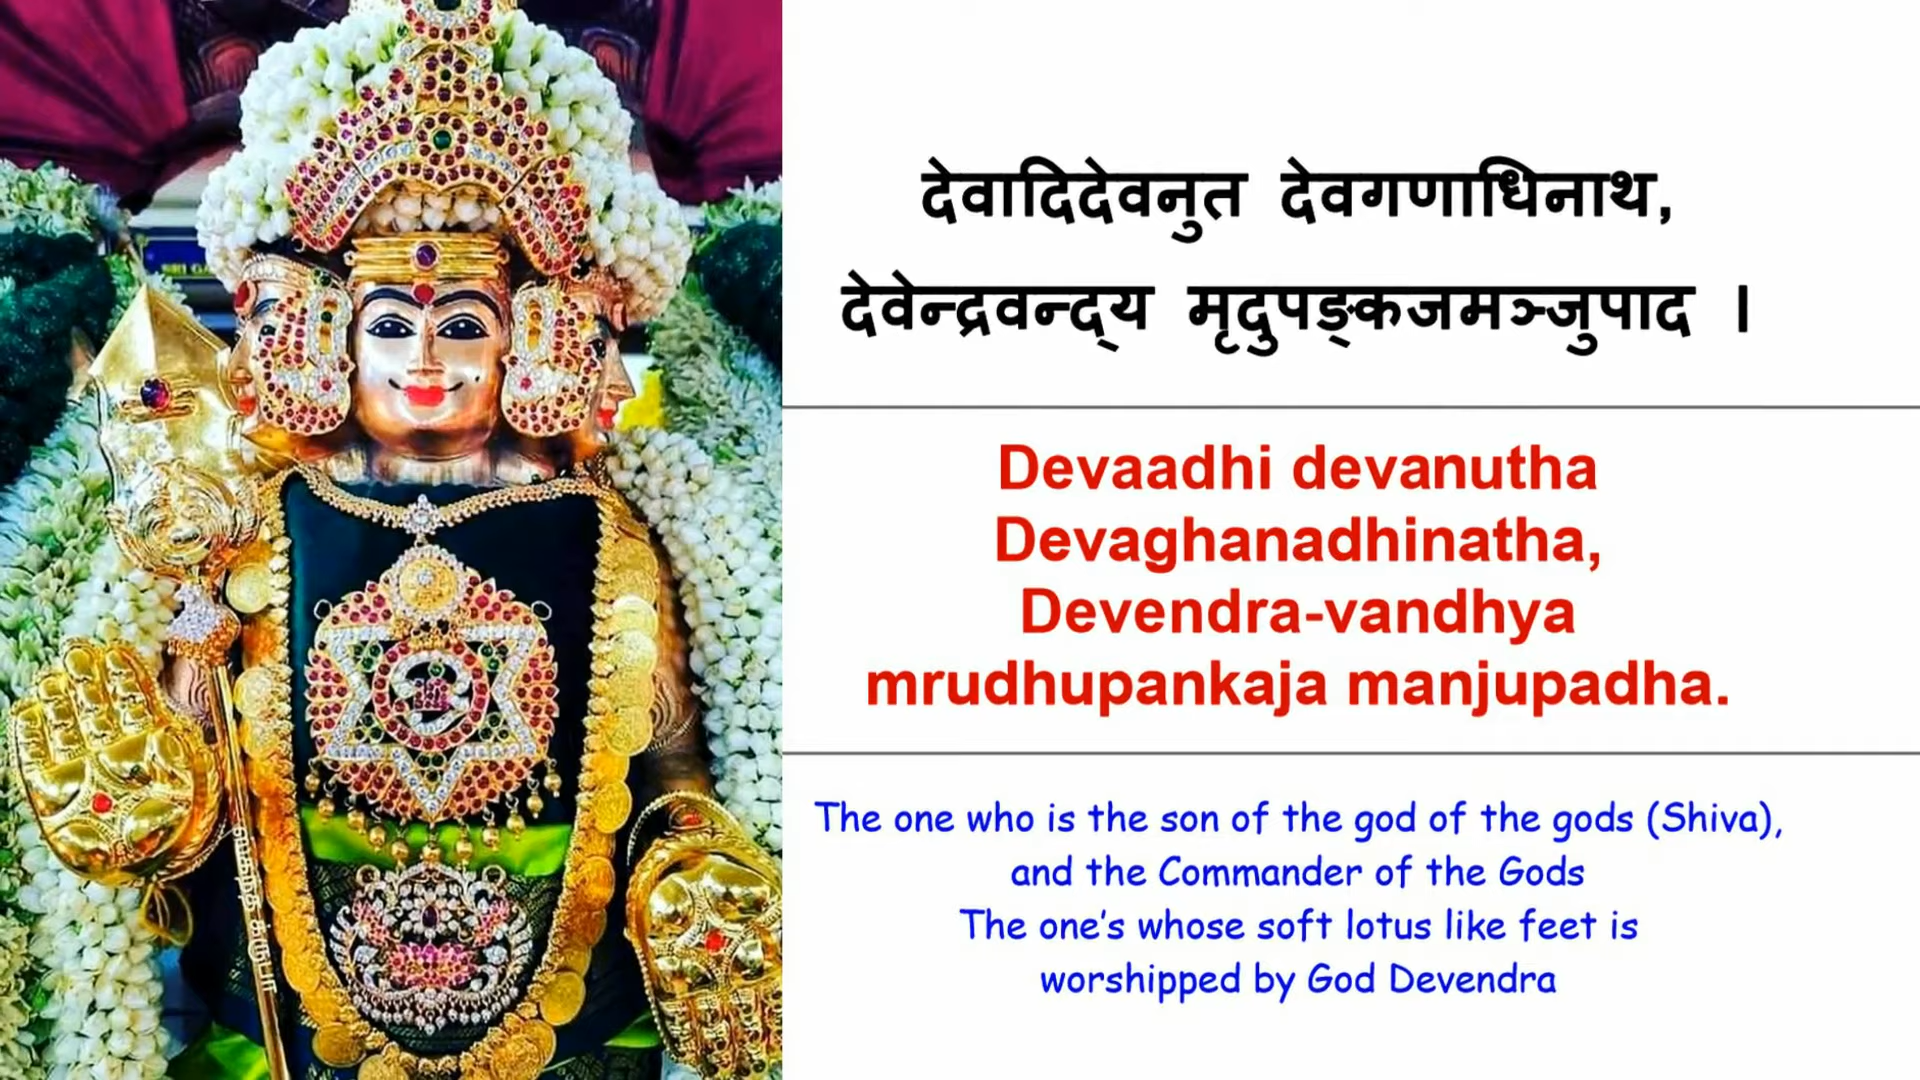 देवादिदेवनुत देवगणाधिनाथ,
देवेन्द्रवन्द्‌य मृदुपङ्कजमञ्जुपाद ।
Devaadhi devanutha
Devaghanadhinatha,
Devendra-vandhya
mrudhupankaja manjupadha.
The one who is the son of the god of the gods (Shiva),
and the Commander of the Gods
The one's whose soft lotus like feet is
worshipped by God Devendra